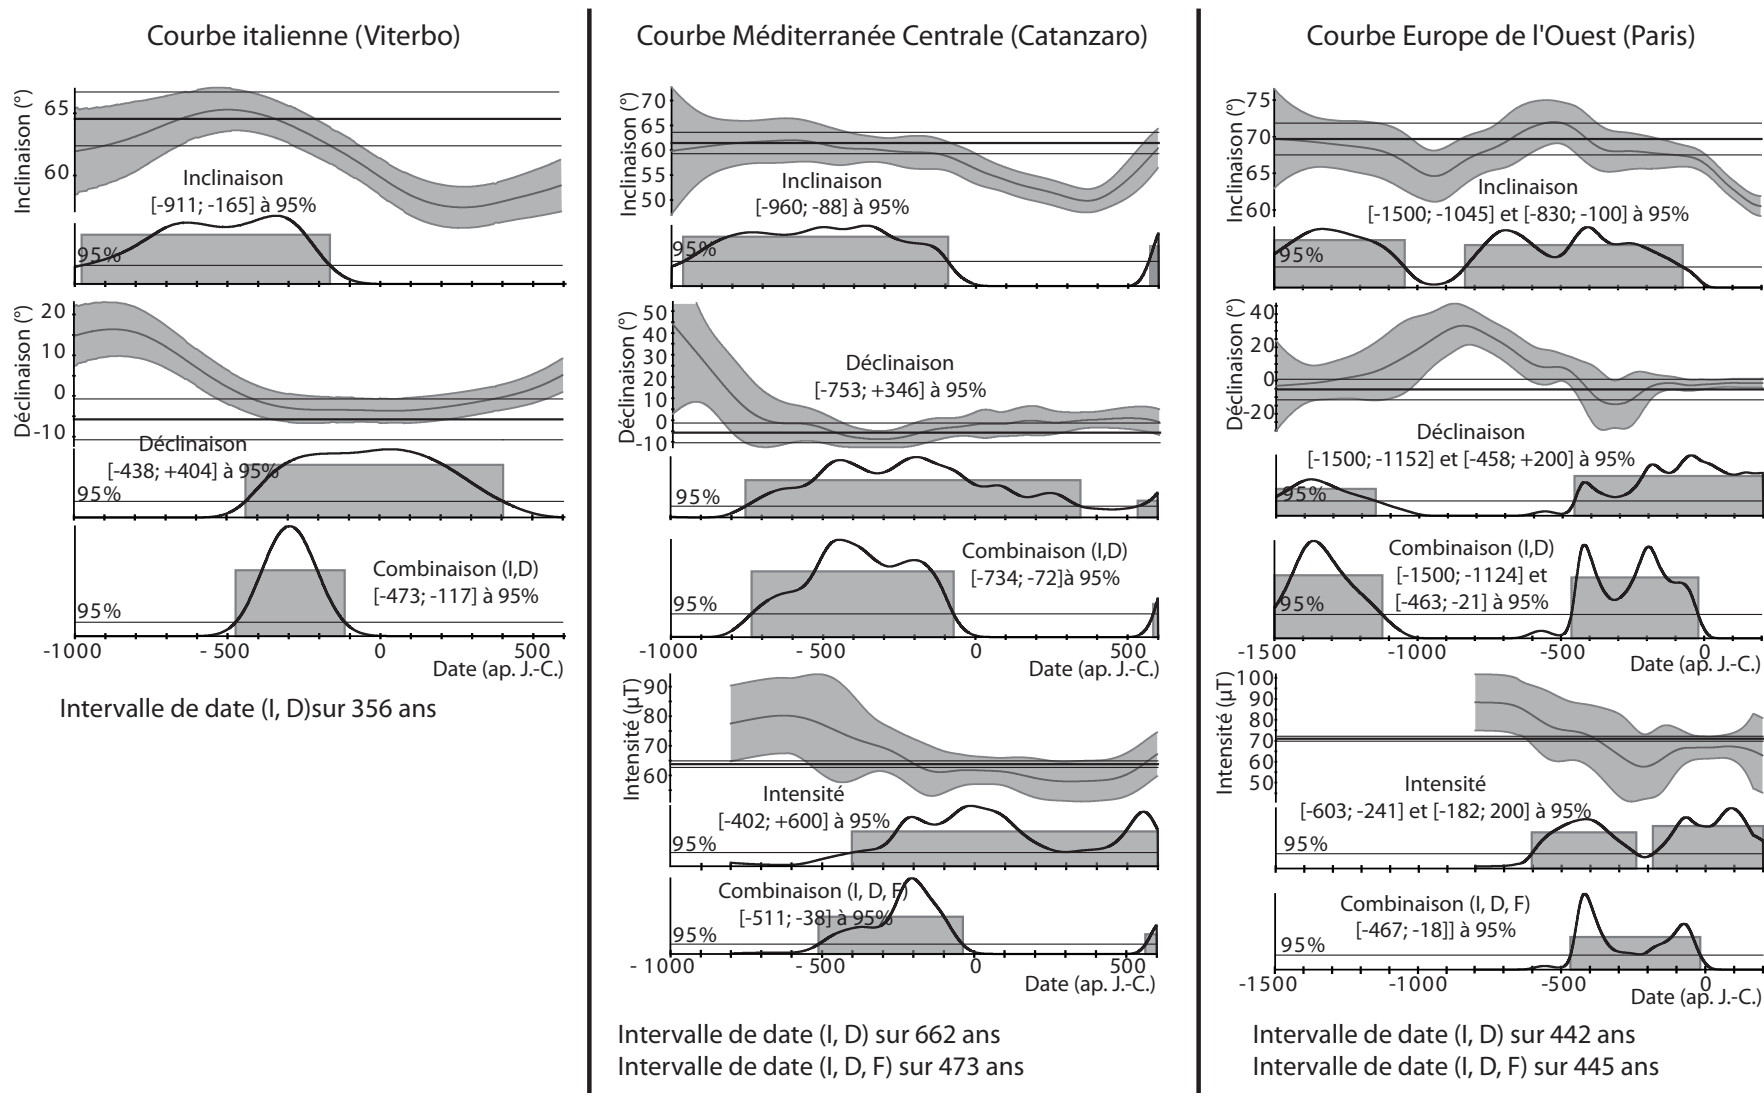 Courbe italienne (Viterbo)
Inclinaison (°)
65
60
Inclinaison
[-911; -165] à 95%
95%
Déclinaison (°)
20
10
0
-10
Déclinaison
[-438; +404] à 95%
95%
Combinaison (I,D)
[-473; -117] à 95%
95%
-1000
- 500
0
500
Date (ap. J.-C.)
Intervalle de date (I, D)sur 356 ans
Courbe Méditerranée Centrale (Catanzaro)
Inclinaison (°)
70
65
60
55
50
Inclinaison
[-960; -88] à 95%
95%
Déclinaison (°)
50
40
30
20
10
0
-10
Déclinaison
[-753; +346] à 95%
95%
Combinaison (I,D)
[-734; -72]à 95%
95%
-1000
- 500
0
500
Date (ap. J.-C.)
Intensité (µT)
90
80
70
60
Intensité
[-402; +600] à 95%
95%
Combinaison (I, D, F)
[-511; -38] à 95%
95%
- 1000
- 500
0
500
Date (ap. J.-C.)
Intervalle de date (I, D) sur 662 ans
Intervalle de date (I, D, F) sur 473 ans
Courbe Europe de l'Ouest (Paris)
Inclinaison (°)
75
70
65
60
Inclinaison
[-1500; -1045] et [-830; -100] à 95%
95%
Déclinaison (°)
40
20
0
-20
Déclinaison
[-1500; -1152] et [-458; +200] à 95%
95%
Combinaison (I,D)
[-1500; -1124] et
[-463; -21] à 95%
95%
-1500
-1000
-500
0
Date (ap. J.-C.)
Intensité (µT)
100
90
80
70
60
50
Intensité
[-603; -241] et [-182; 200] à 95%
95%
Combinaison (I, D, F)
[-467; -18]] à 95%
95%
-1500
-1000
-500
0
Date (ap. J.-C.)
Intervalle de date (I, D) sur 442 ans
Intervalle de date (I, D, F) sur 445 ans